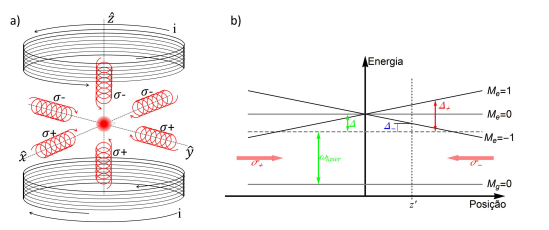 a)
ẑ
i
σ-
σ-
σ-
σ+
σ+
x̂
σ+
ŷ
i
b)
Energia
Mₑ=1
Δ₊
Mₑ=0
Δ
Δ₋
Mₑ=−1
σ₊
ω_laser
σ₋
M_g=0
z'
Posição